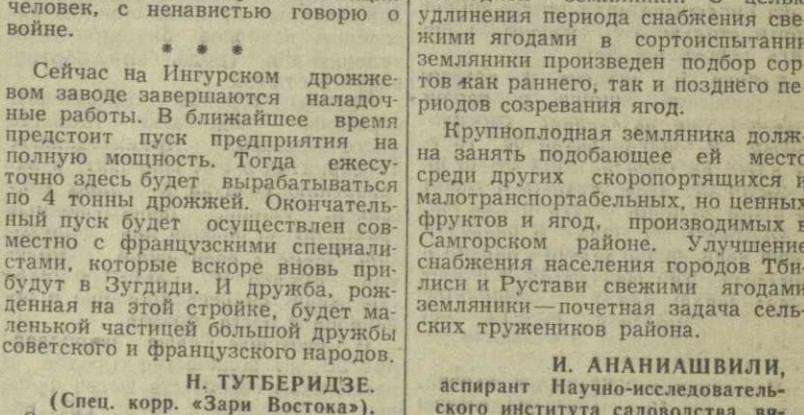 человек, с ненавистью говорю о
войне.
* * *
Сейчас на Ингурском дрожже-
вом заводе завершаются наладоч-
ные работы. В ближайшее время
предстоит пуск предприятия на
полную мощность. Тогда ежесу-
точно здесь будет вырабатываться
по 4 тонны дрожжей. Окончатель-
ный пуск будет осуществлен сов-
местно с французскими специали-
стами, которые вскоре вновь при-
будут в Зугдиди. И дружба, рож-
денная на этой стройке, будет ма-
ленькой частицей большой дружбы
советского и французского народов.
Н. ТУТБЕРИДЗЕ.
(Спец. корр. «Зари Востока»).
удлинения периода снабжения све-
жими ягодами в сортоиспытании
земляники произведен подбор сор-
тов как раннего, так и позднего пе-
риодов созревания ягод.
Крупноплодная земляника долж-
на занять подобающее ей место
среди других скоропортящихся и
малотранспортабельных, но ценных
фруктов и ягод, производимых в
Самгорском районе. Улучшение
снабжения населения городов Тби-
лиси и Рустави свежими ягодами
земляники — почетная задача сель-
ских тружеников района.
И. АНАНИАШВИЛИ,
аспирант Научно-исследователь-
ского института садоводства, ви-